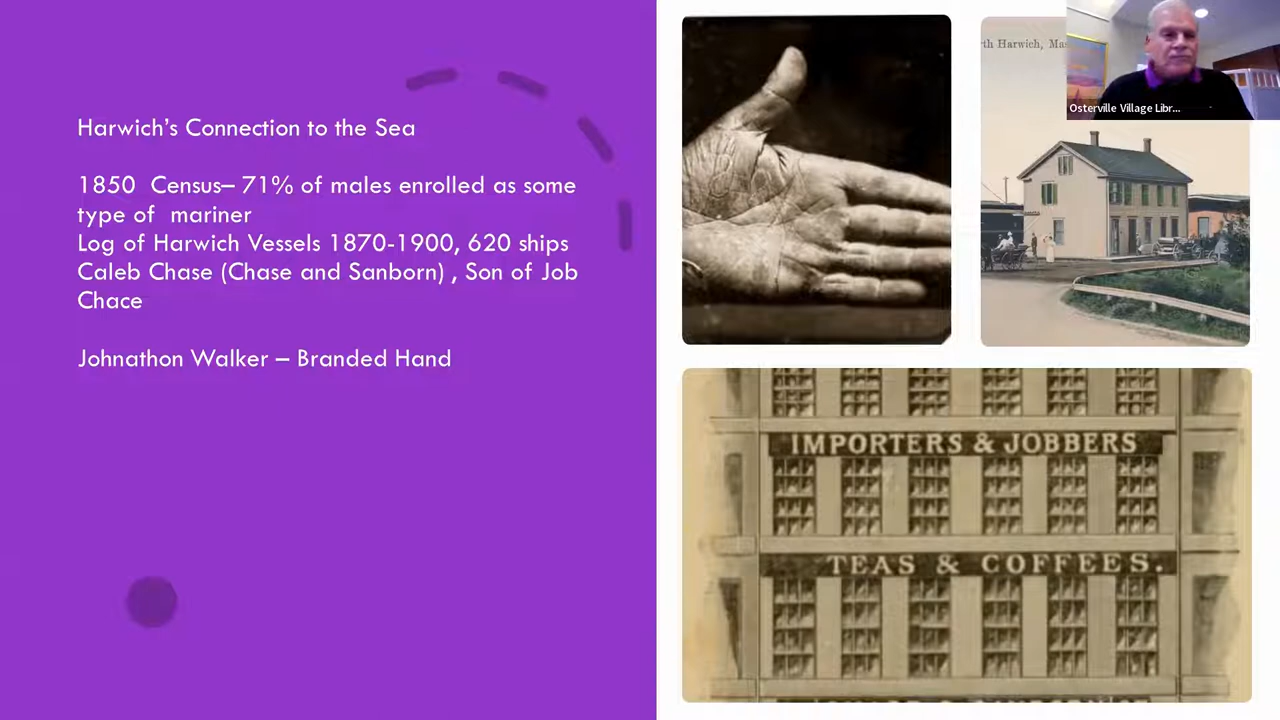 Harwich's Connection to the Sea
1850 Census– 71% of males enrolled as some
type of mariner
Log of Harwich Vessels 1870-1900, 620 ships
Caleb Chase (Chase and Sanborn) , Son of Job
Chace
Johnathon Walker – Branded Hand
Harwich,
Osterville Village Libr...
IMPORTERS & JOBBERS
TEAS & COFFEES.